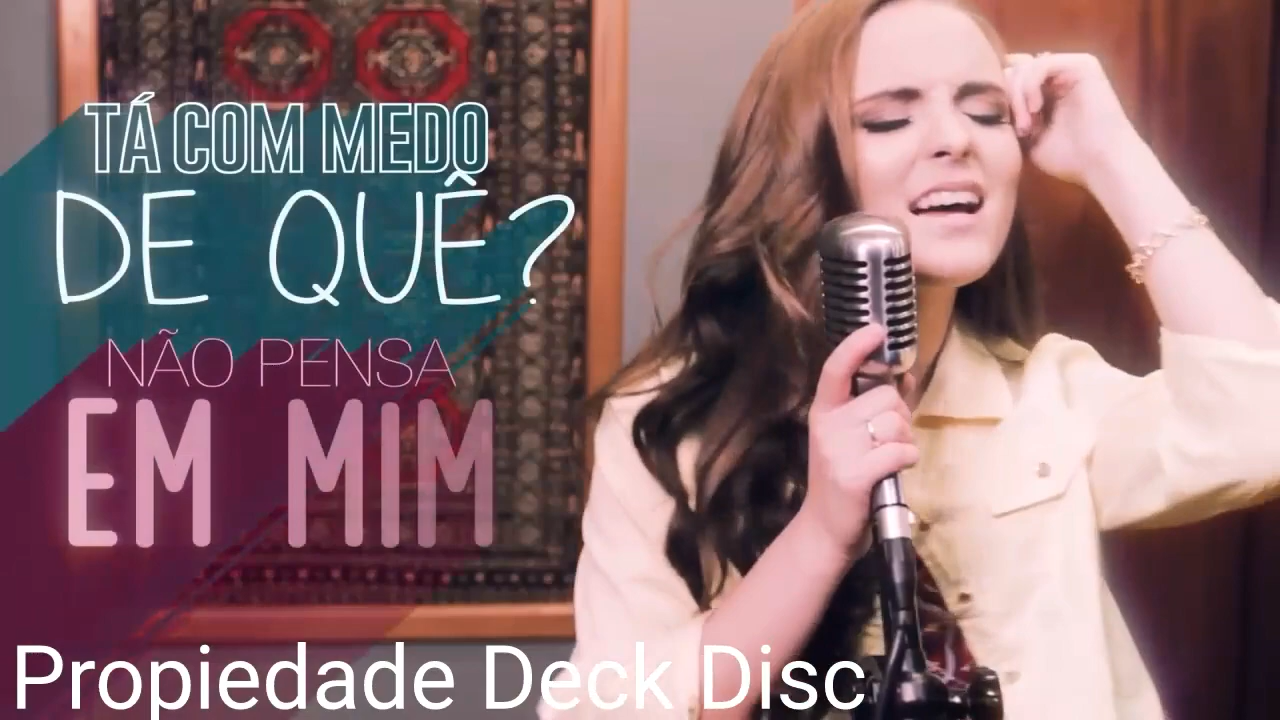 TÁ COM MEDO
DE QUÊ?
NÃO PENSA
EM MIM
Propiedade Deck Disc